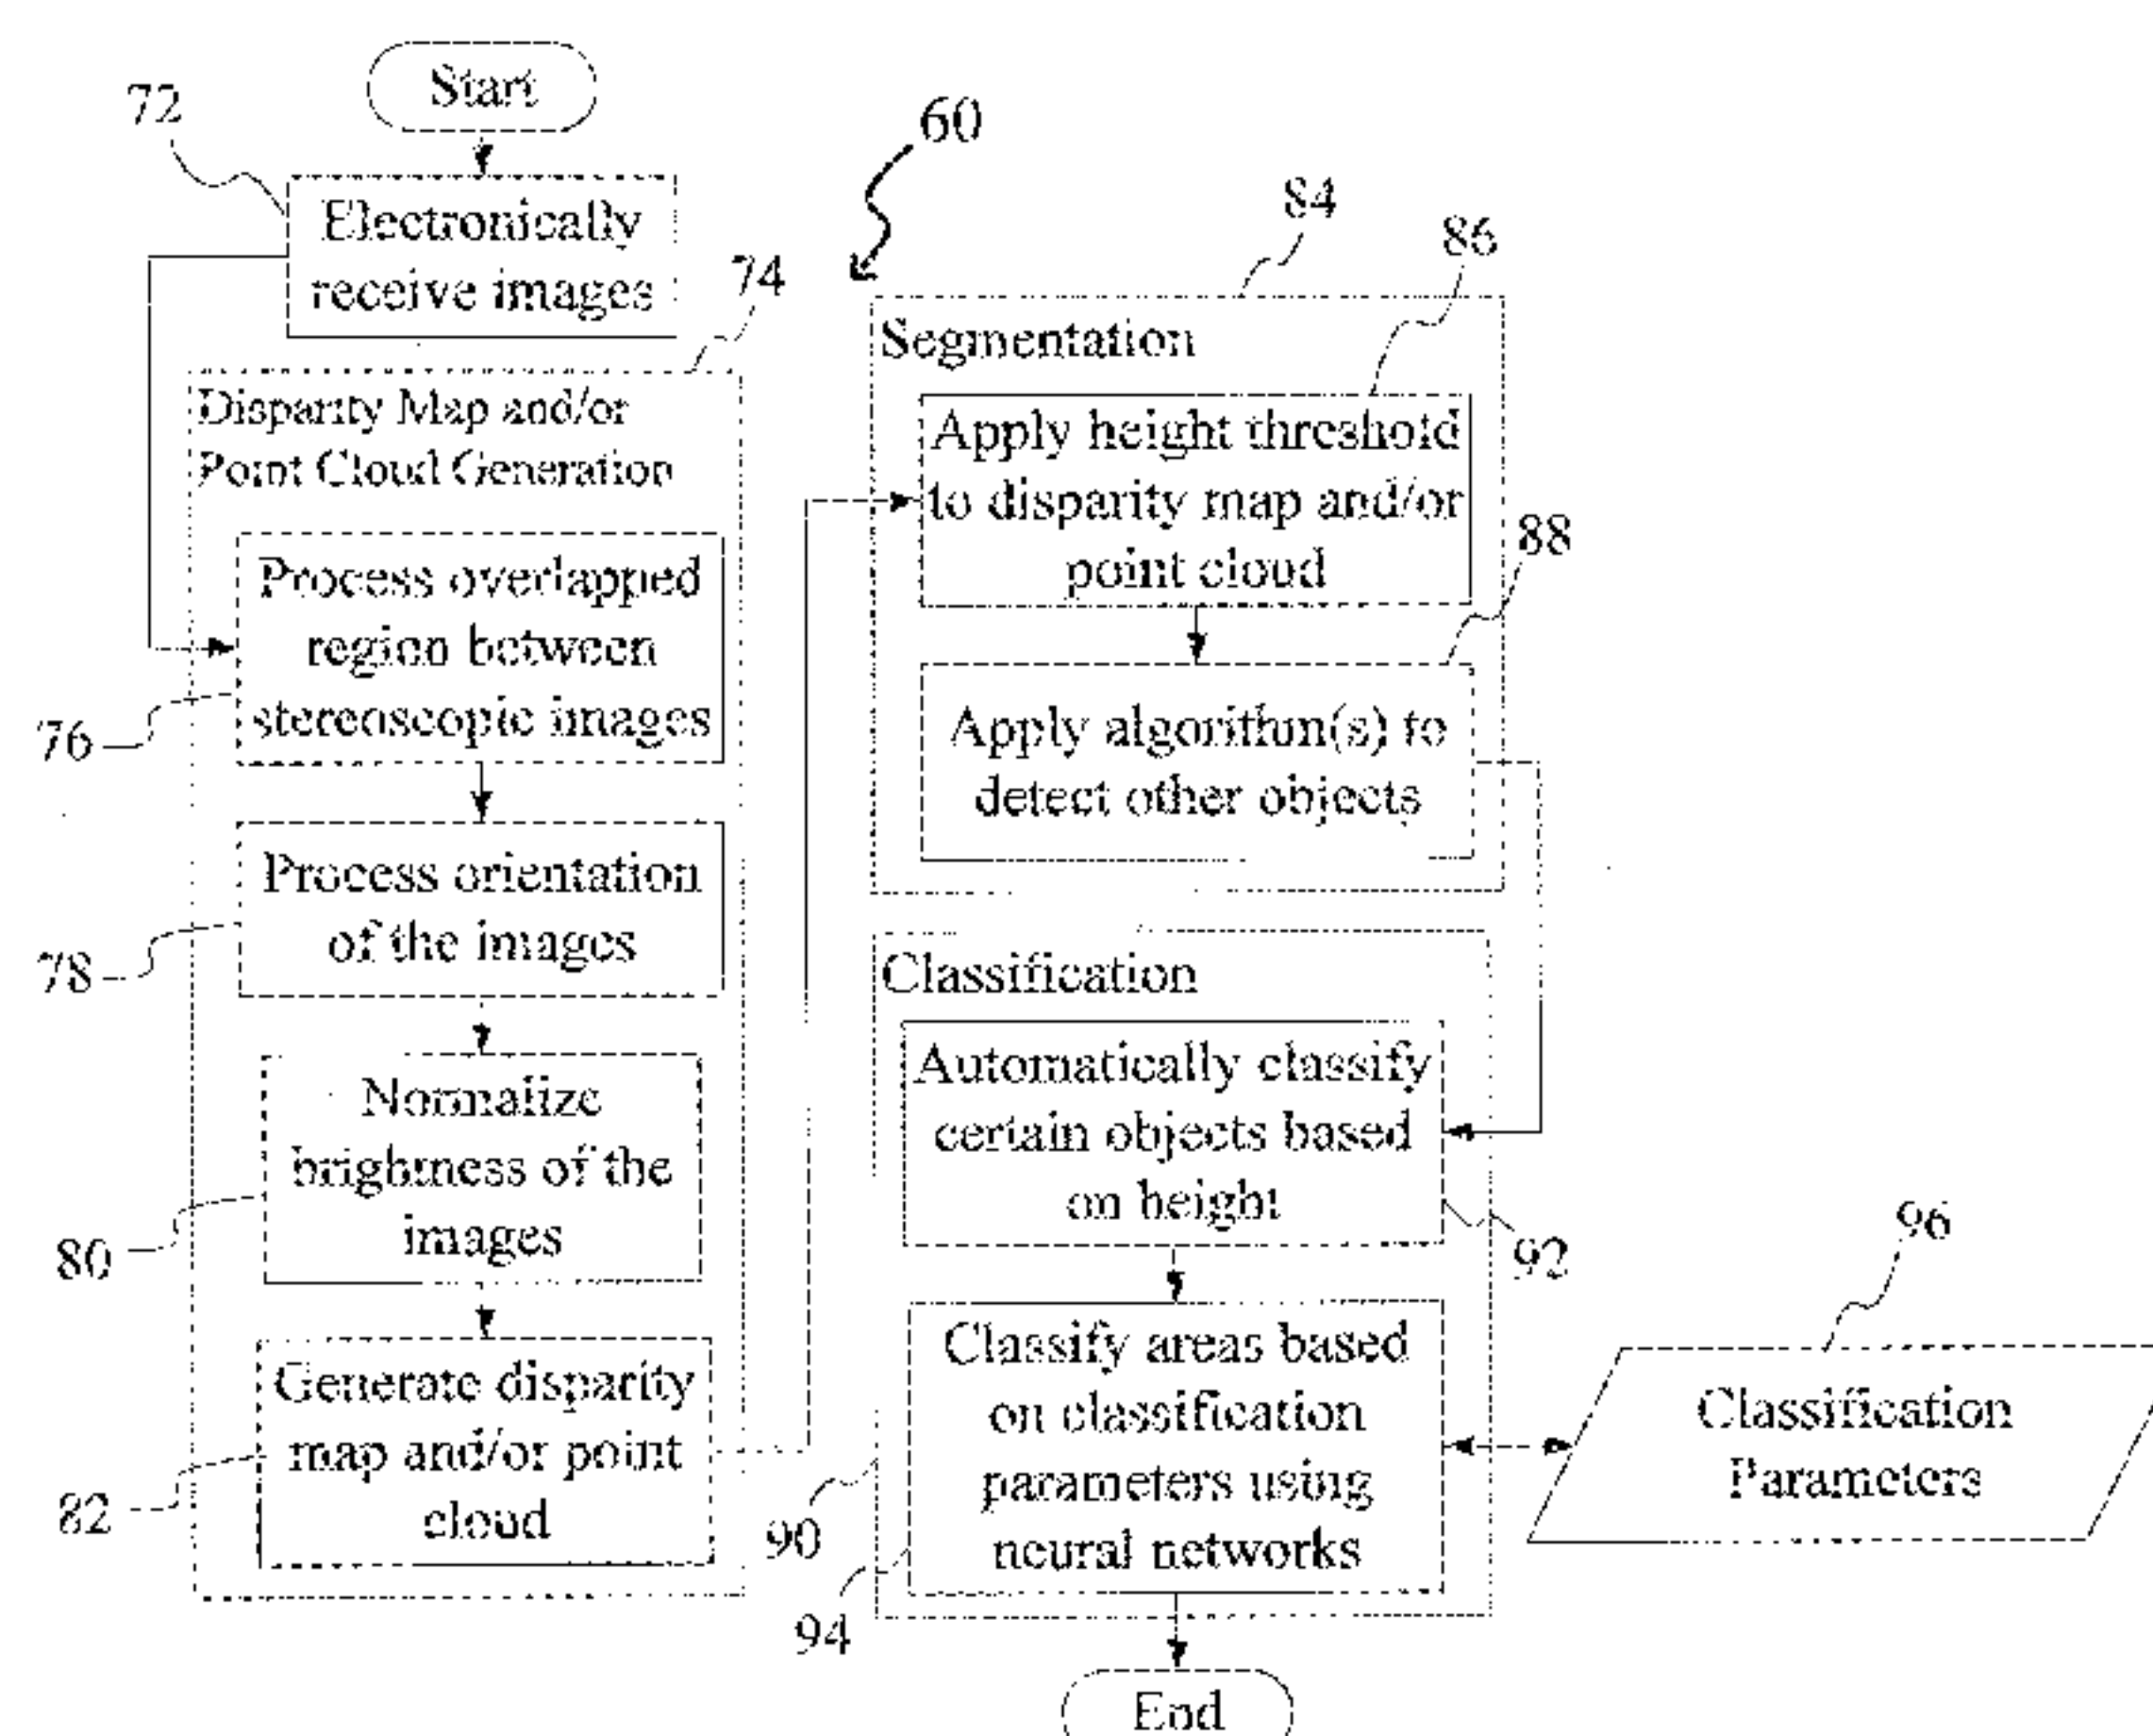 Start
72
60
Electronically
receive images
74
Disparity Map and/or
Point Cloud Generation
Process overlapped
region between
stereoscopic images
76
Process orientation
of the images
78
Normalize
brightness of the
images
80
Generate disparity
map and/or point
cloud
82
84
86
Segmentation
Apply height threshold
to disparity map and/or
point cloud
88
Apply algorithm(s) to
detect other objects
Classification
Automatically classify
certain objects based
on height
92
96
Classify areas based
on classification
parameters using
neural networks
90
94
Classification
Parameters
End